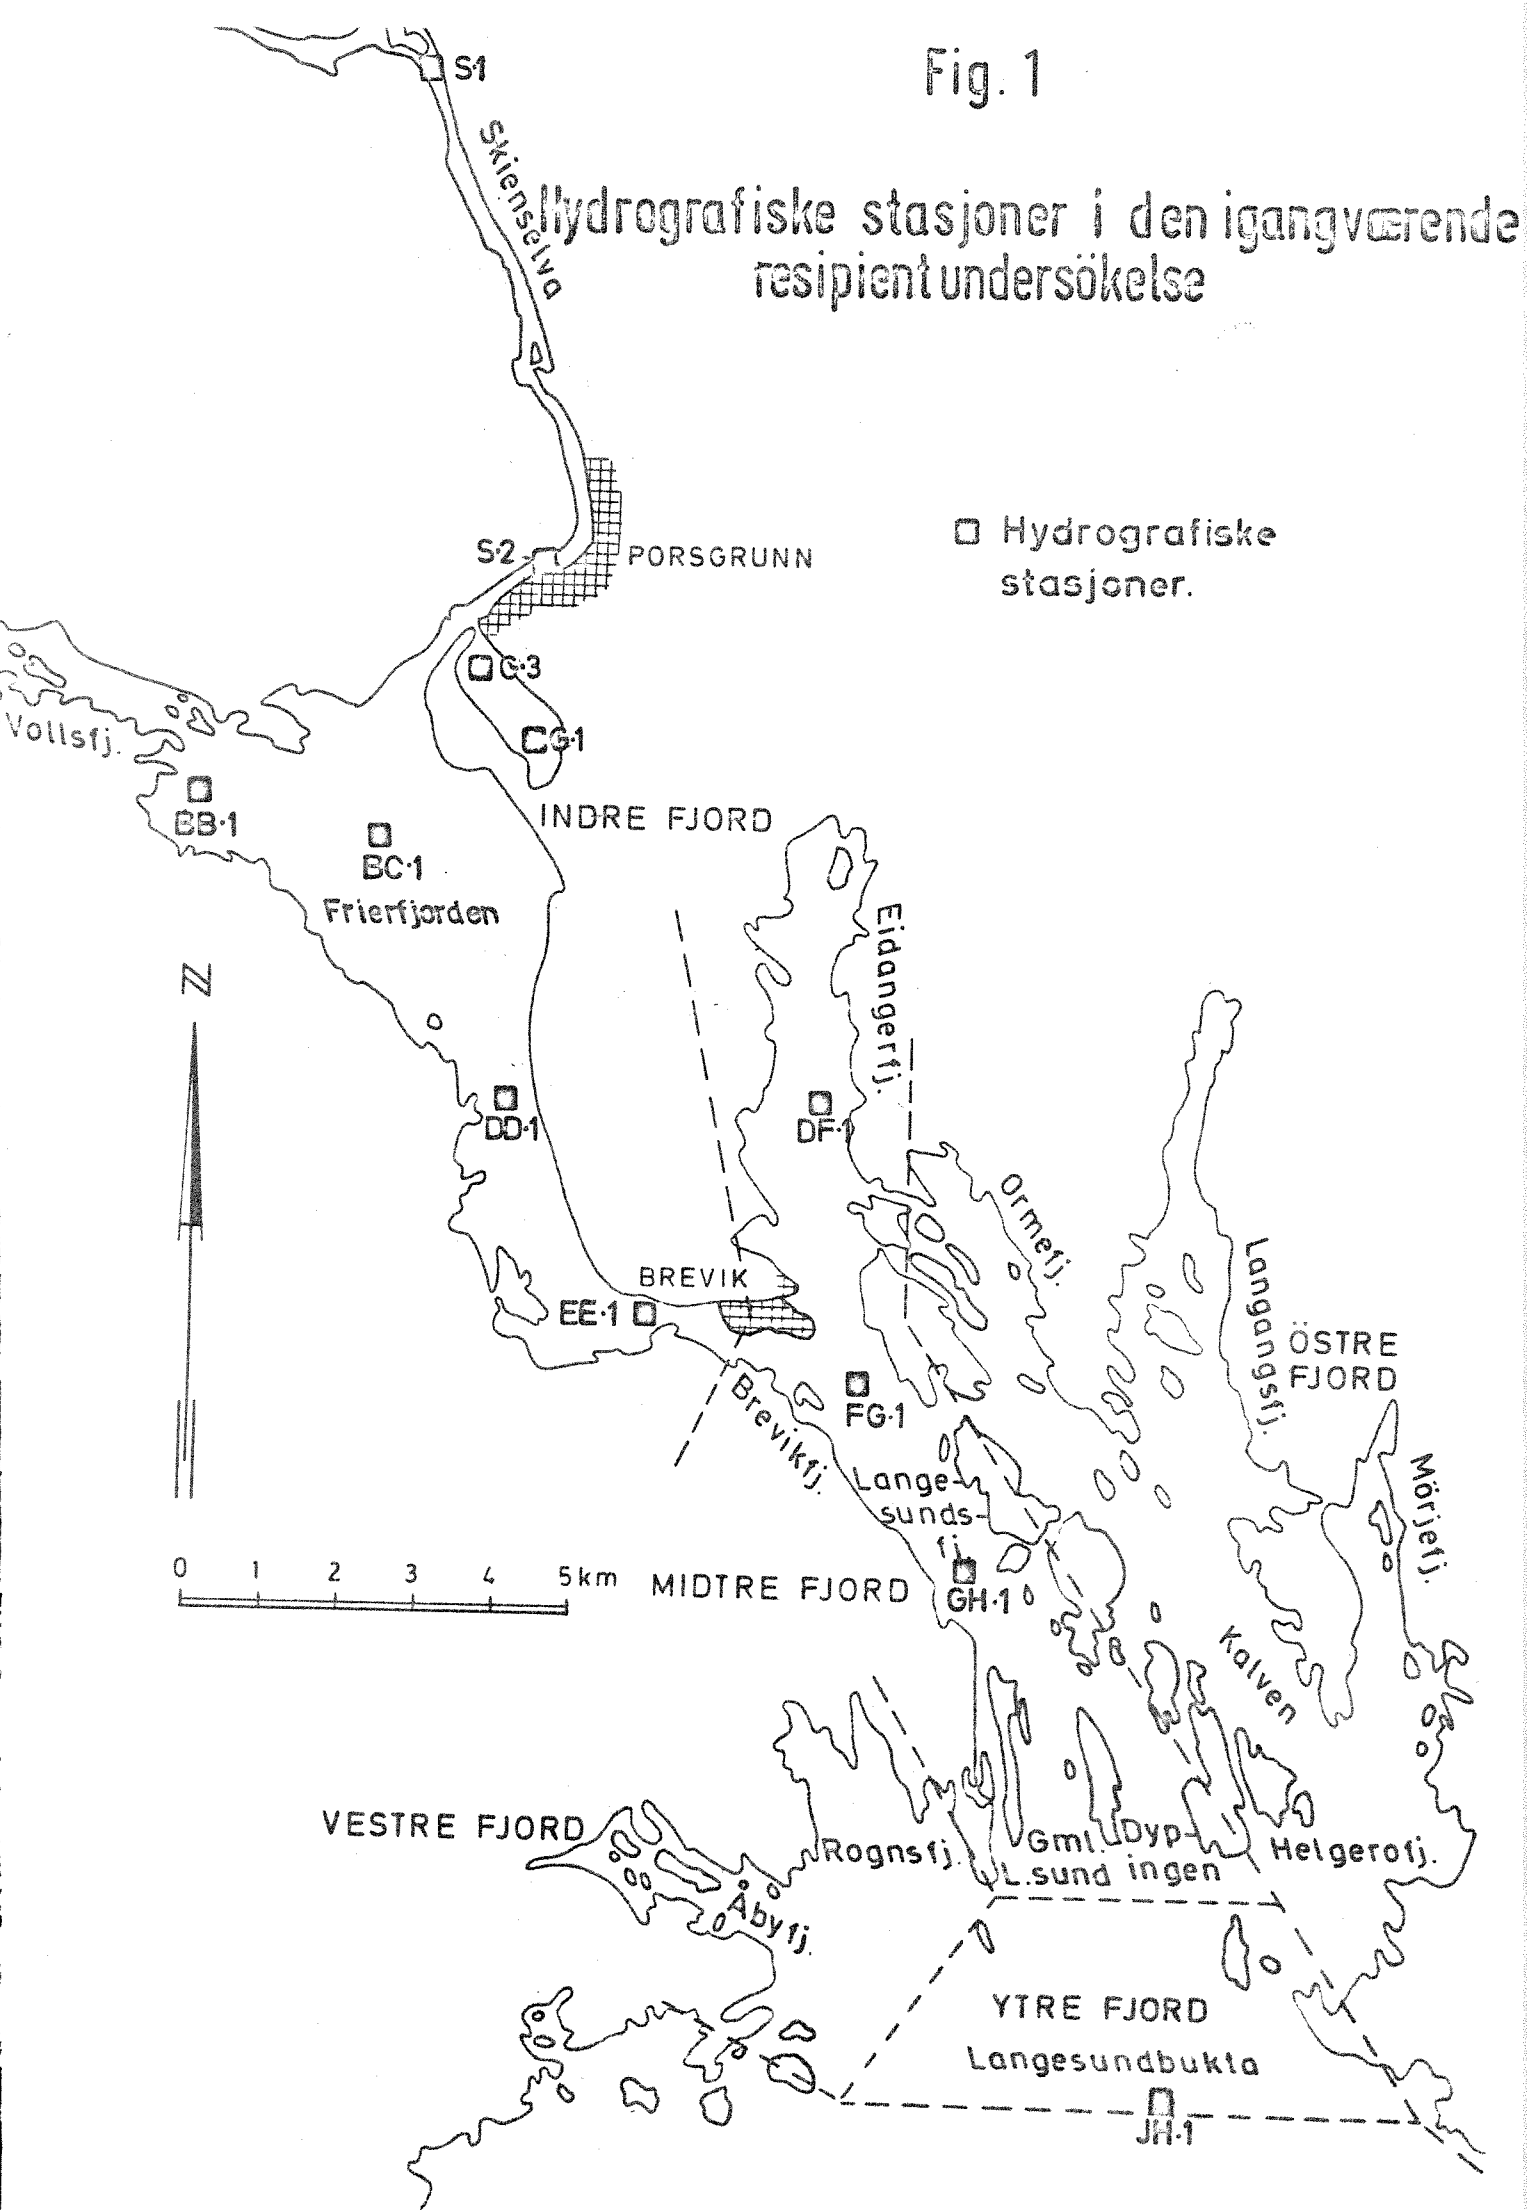 Fig. 1
S·1
Skienselva
Hydrografiske stasjoner i den igangværende
resipientundersökelse
S·2
PORSGRUNN
Hydrografiske
stasjoner.
G·3
G·1
Vollsfj.
BB·1
BC·1
Frierfjorden
INDRE FJORD
Eidangerfj.
N
DD·1
DF·1
Ormefj.
Langangsfj.
BREVIK
EE·1
ÖSTRE
FJORD
Brevikfj.
FG·1
Mörjefj.
Lange-
sunds-
fj.
0 1 2 3 4 5 km
MIDTRE FJORD
GH·1
Kalven
VESTRE FJORD
Rognsfj.
Gml.
L.sund
Dyp-
ingen
Helgerofj.
Åbyfj.
YTRE FJORD
Langesundbukta
JH·1